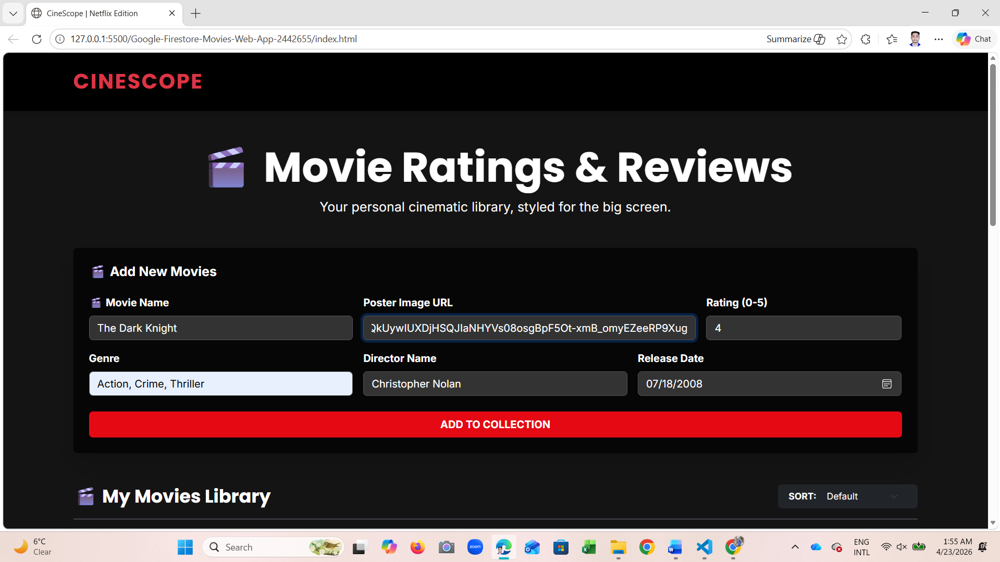 CineScope | Netflix Edition
127.0.0.1:5500/Google-Firestore-Movies-Web-App-2442655/index.html
Summarize
Chat
CINESCOPE
Movie Ratings & Reviews
Your personal cinematic library, styled for the big screen.
Add New Movies
Movie Name
Poster Image URL
Rating (0-5)
The Dark Knight
4
Genre
Director Name
Release Date
Action, Crime, Thriller
Christopher Nolan
07/18/2008
ADD TO COLLECTION
My Movies Library
SORT: Default
6°C
Clear
Search
zoom
ENG
INTL
1:55 AM
4/23/2026